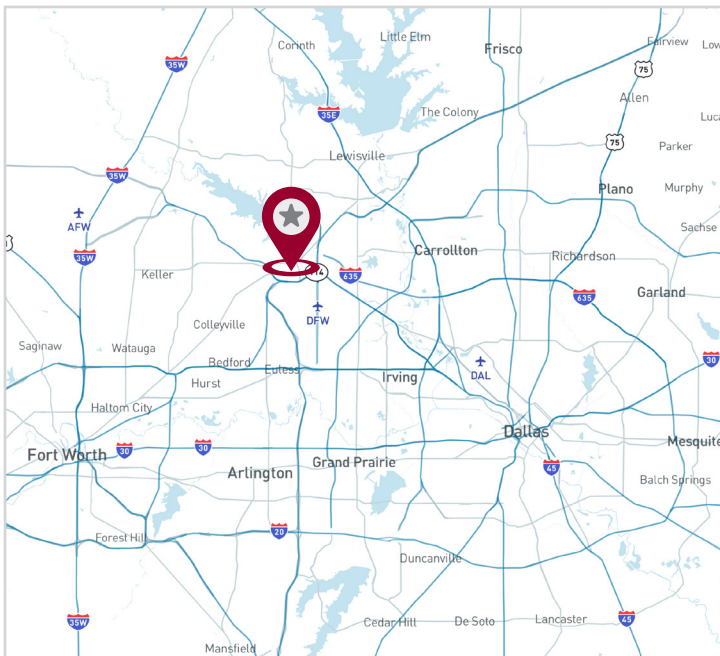 Little Elm
Corinth
Fairview
Frisco
35W
75
Allen
The Colony
35E
75
Parker
Lewisville
35W
Plano
Murphy
AFW
Sachse
Carrollton
35W
Richardson
Keller
635
Garland
635
DFW
Colleyville
Saginaw
Watauga
Bedford
30
Euless
Irving
DAL
Hurst
Haltom City
Dallas
Mesquite
30
30
Fort Worth
Grand Prairie
45
Arlington
Balch Springs
20
Forest Hill
Duncanville
35W
Cedar Hill
De Soto
Lancaster
45
Mansfield